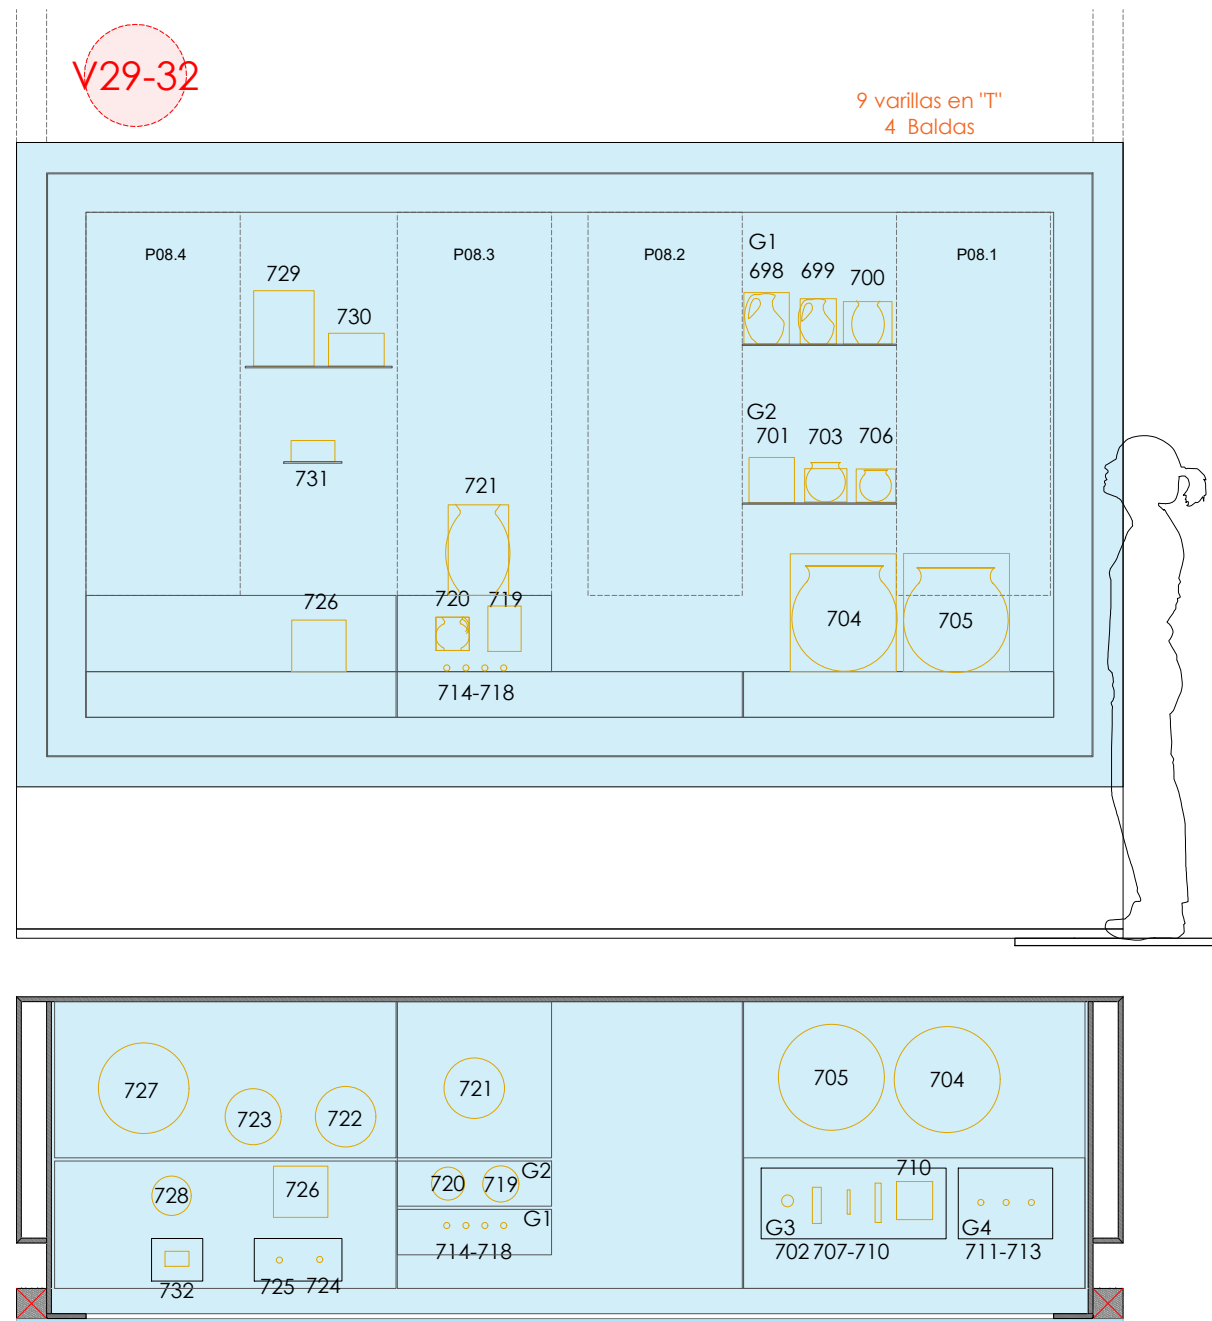 V29-32
9 varillas en "T"
4 Baldas
P08.4
P08.3
P08.2
P08.1
G1
698 699 700
729
730
G2
701 703 706
731
721
726
720 719
704 705
714-718
727
723
722
721
705
704
728
726
720 719 G2
G1
714-718
710
G3
G4
702 707-710
711-713
732
725 724